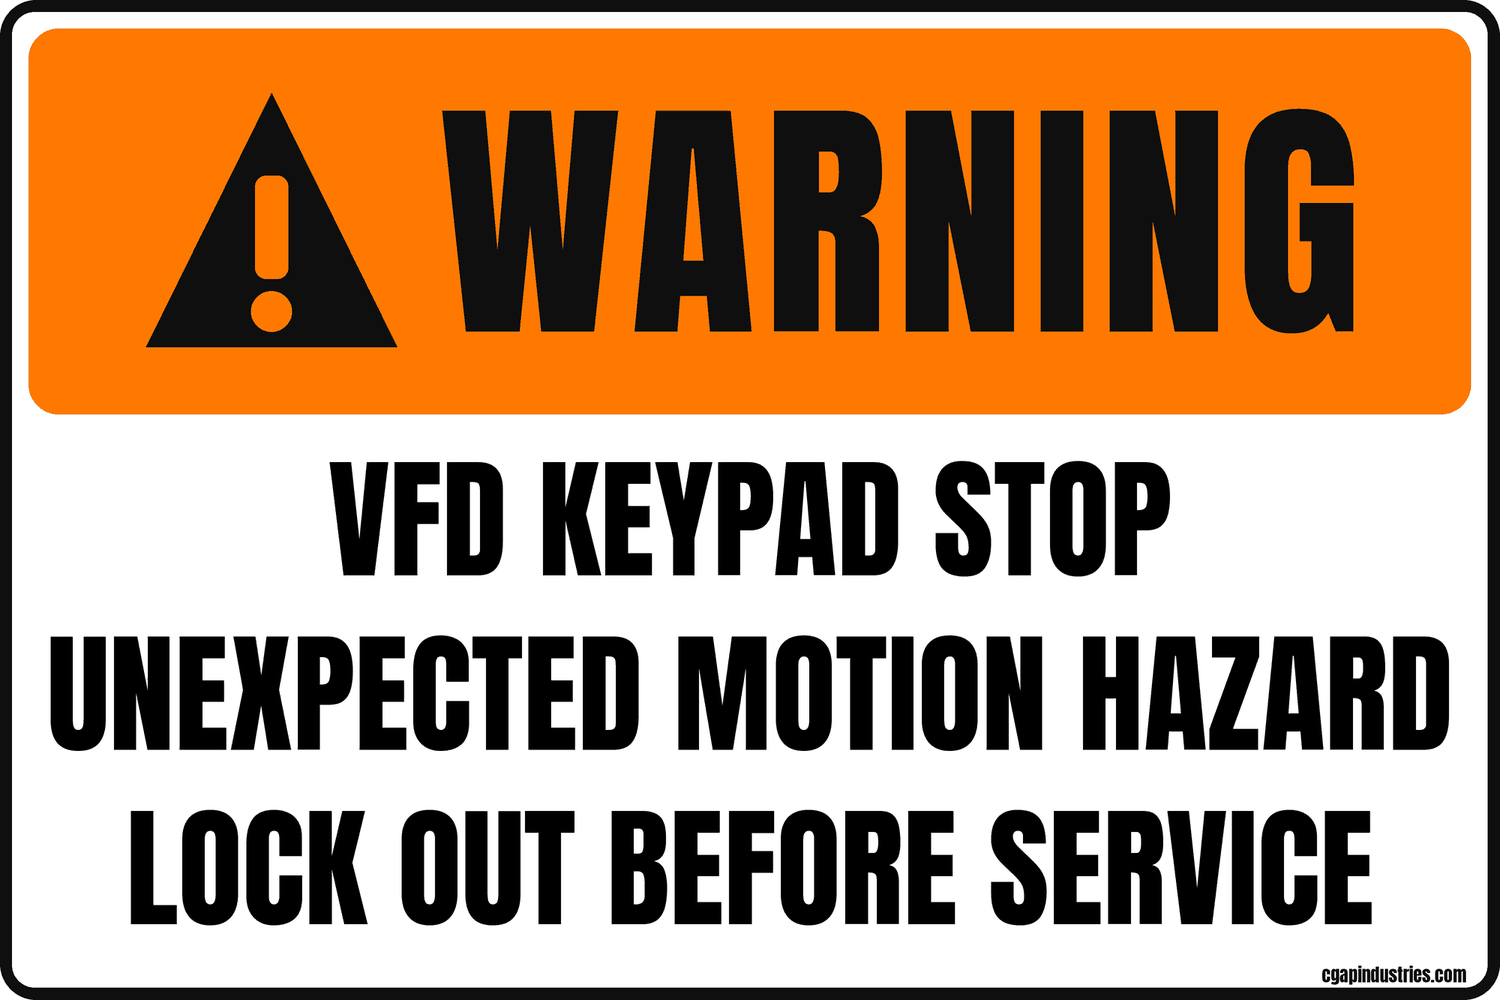 WARNING
VFD KEYPAD STOP
UNEXPECTED MOTION HAZARD
LOCK OUT BEFORE SERVICE
cgapindustries.com